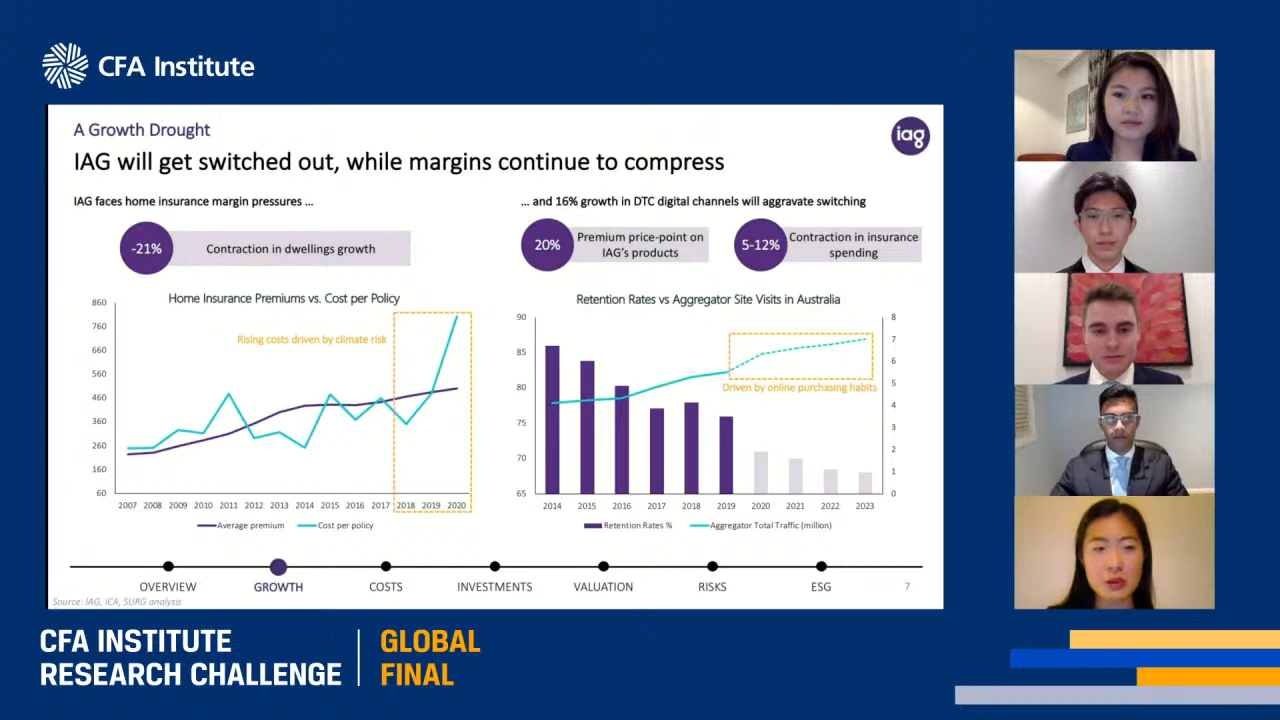 CFA Institute
A Growth Drought
iag
IAG will get switched out, while margins continue to compress
IAG faces home insurance margin pressures ...
-21%
Contraction in dwellings growth
Home Insurance Premiums vs. Cost per Policy
Rising costs driven by climate risk
860
760
660
560
460
360
260
160
60
2007 2008 2009 2010 2011 2012 2013 2014 2015 2016 2017 2018 2019 2020
Average premium Cost per policy
... and 16% growth in DTC digital channels will aggravate switching
20%
Premium price-point on
IAG's products
5-12%
Contraction in insurance
spending
Retention Rates vs Aggregator Site Visits in Australia
90
85
80
75
70
65
8
7
6
5
4
3
2
1
0
Driven by online purchasing habits
2014 2015 2016 2017 2018 2019 2020 2021 2022 2023
Retention Rates % Aggregator Total Traffic (million)
OVERVIEW GROWTH COSTS INVESTMENTS VALUATION RISKS ESG 7
Source: IAG, ICA, SURG analysis
CFA INSTITUTE
RESEARCH CHALLENGE
GLOBAL
FINAL